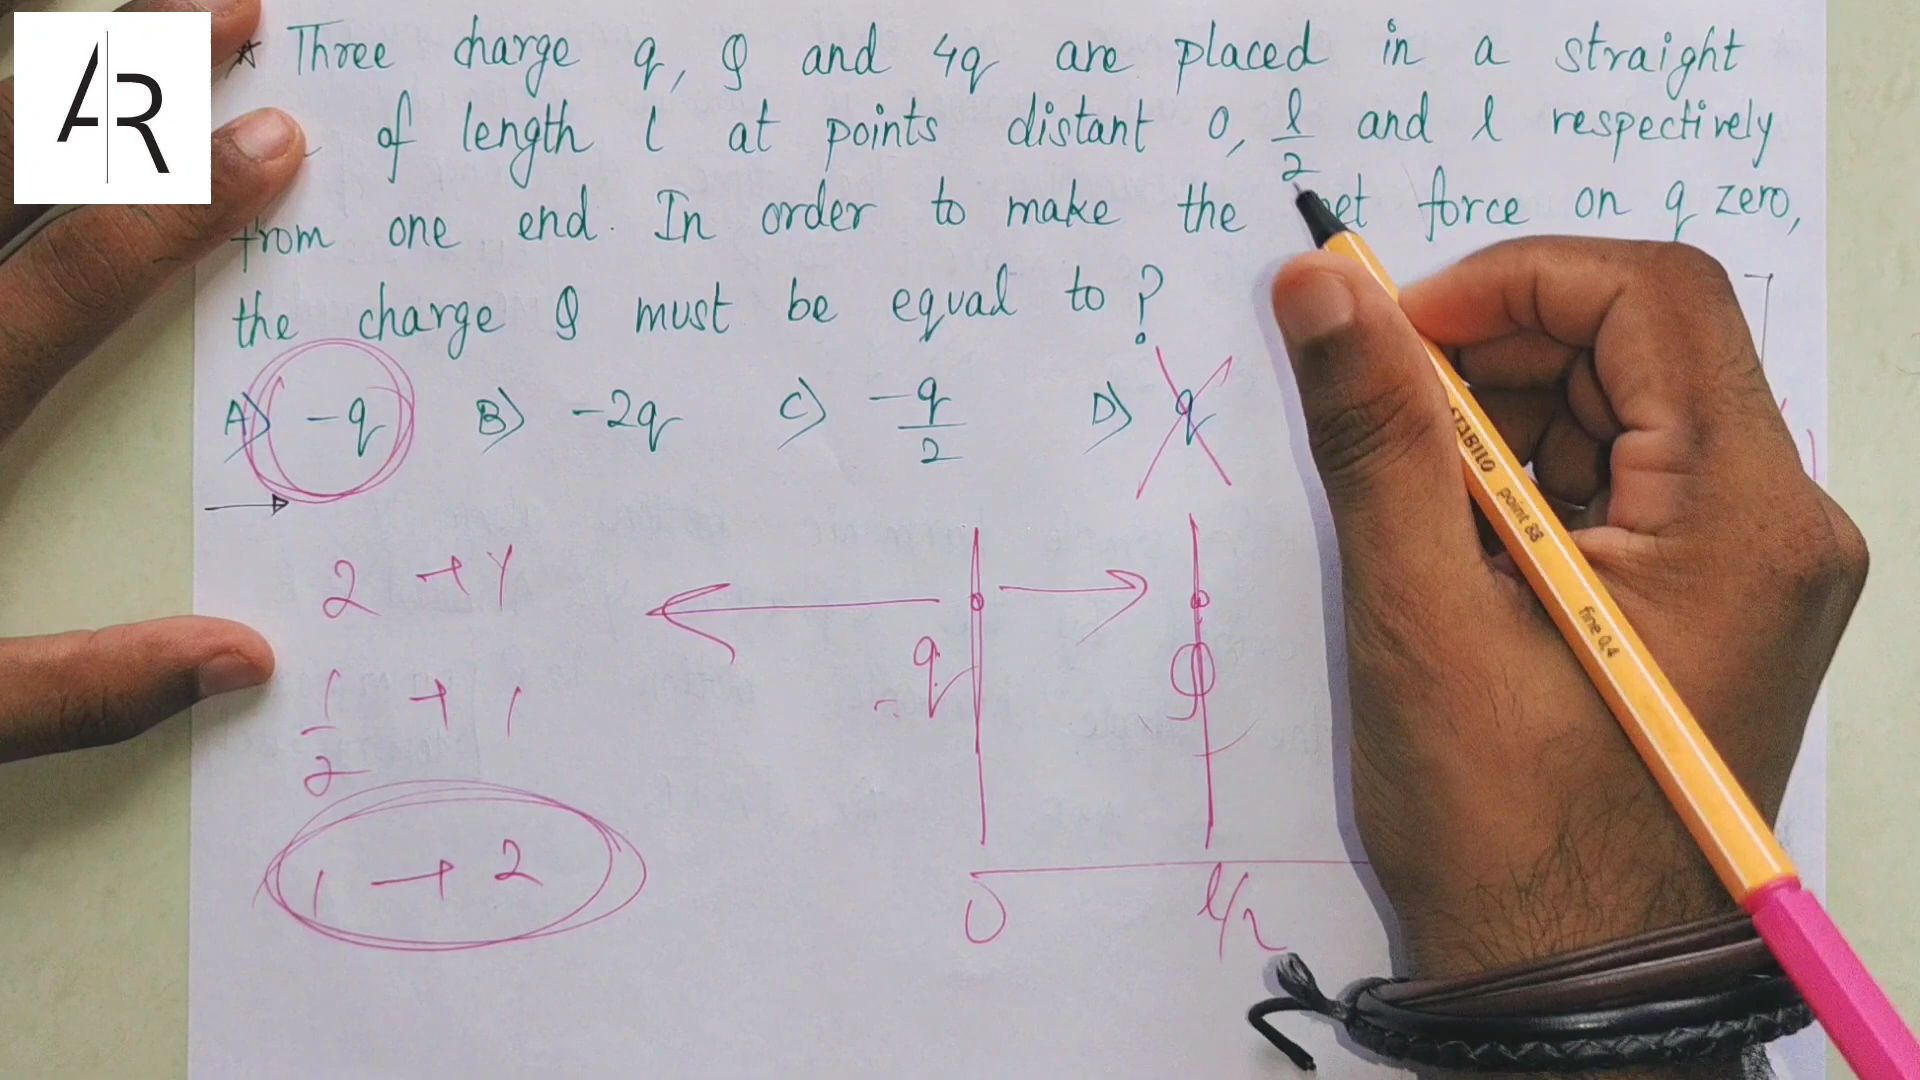 AR
* Three charge q, Q and 4q are placed in a straight
of length l at points distant 0, l/2 and l respectively
from one end. In order to make the net force on q zero,
the charge Q must be equal to?
A) -q B) -2q C) -q/2 D) q
2 → Y
1/2 → 1
1 → 2
q Q
0 l/2
STABILO point 88 fine 0,4